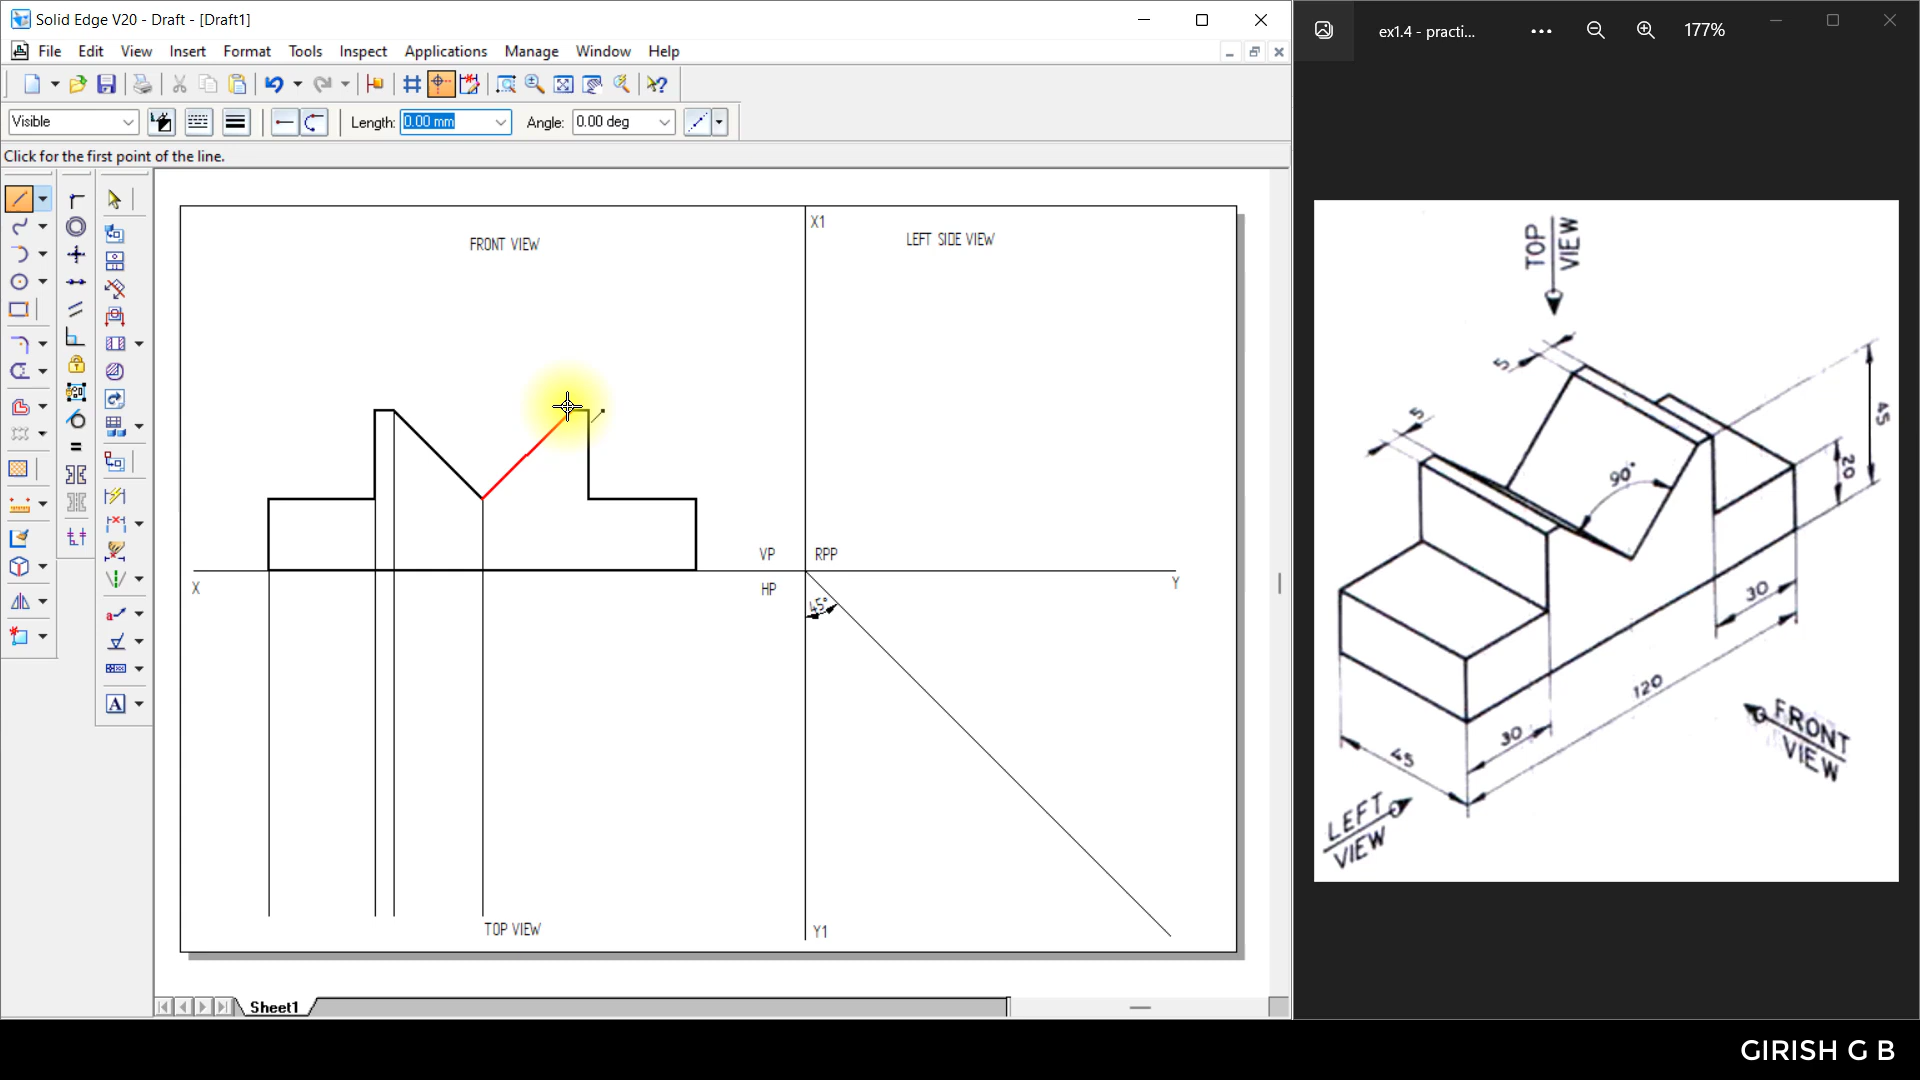 Solid Edge V20 - Draft - [Draft1]
File Edit View Insert Format Tools Inspect Applications Manage Window Help
Visible Length: 0.00 mm Angle: 0.00 deg
Click for the first point of the line.
FRONT VIEW
X1
LEFT SIDE VIEW
VP RPP
X HP Y
45°
TOP VIEW
Y1
Sheet1
ex1.4 - practi... 177%
TOP
VIEW
5
5
45
20
90°
30
120
30
45
FRONT
VIEW
LEFT
VIEW
GIRISH G B